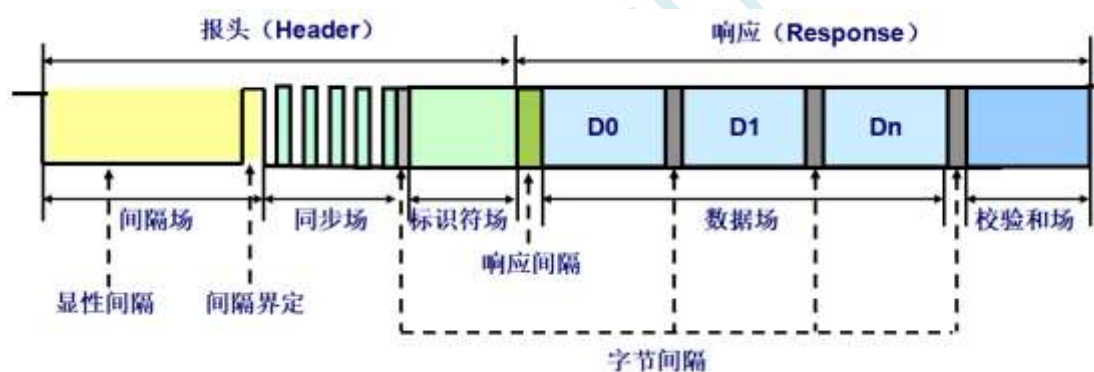 报头（Header）
响应（Response）
D0
D1
Dn
间隔场
同步场
标识符场
数据场
校验和场
响应间隔
显性间隔
间隔界定
字节间隔